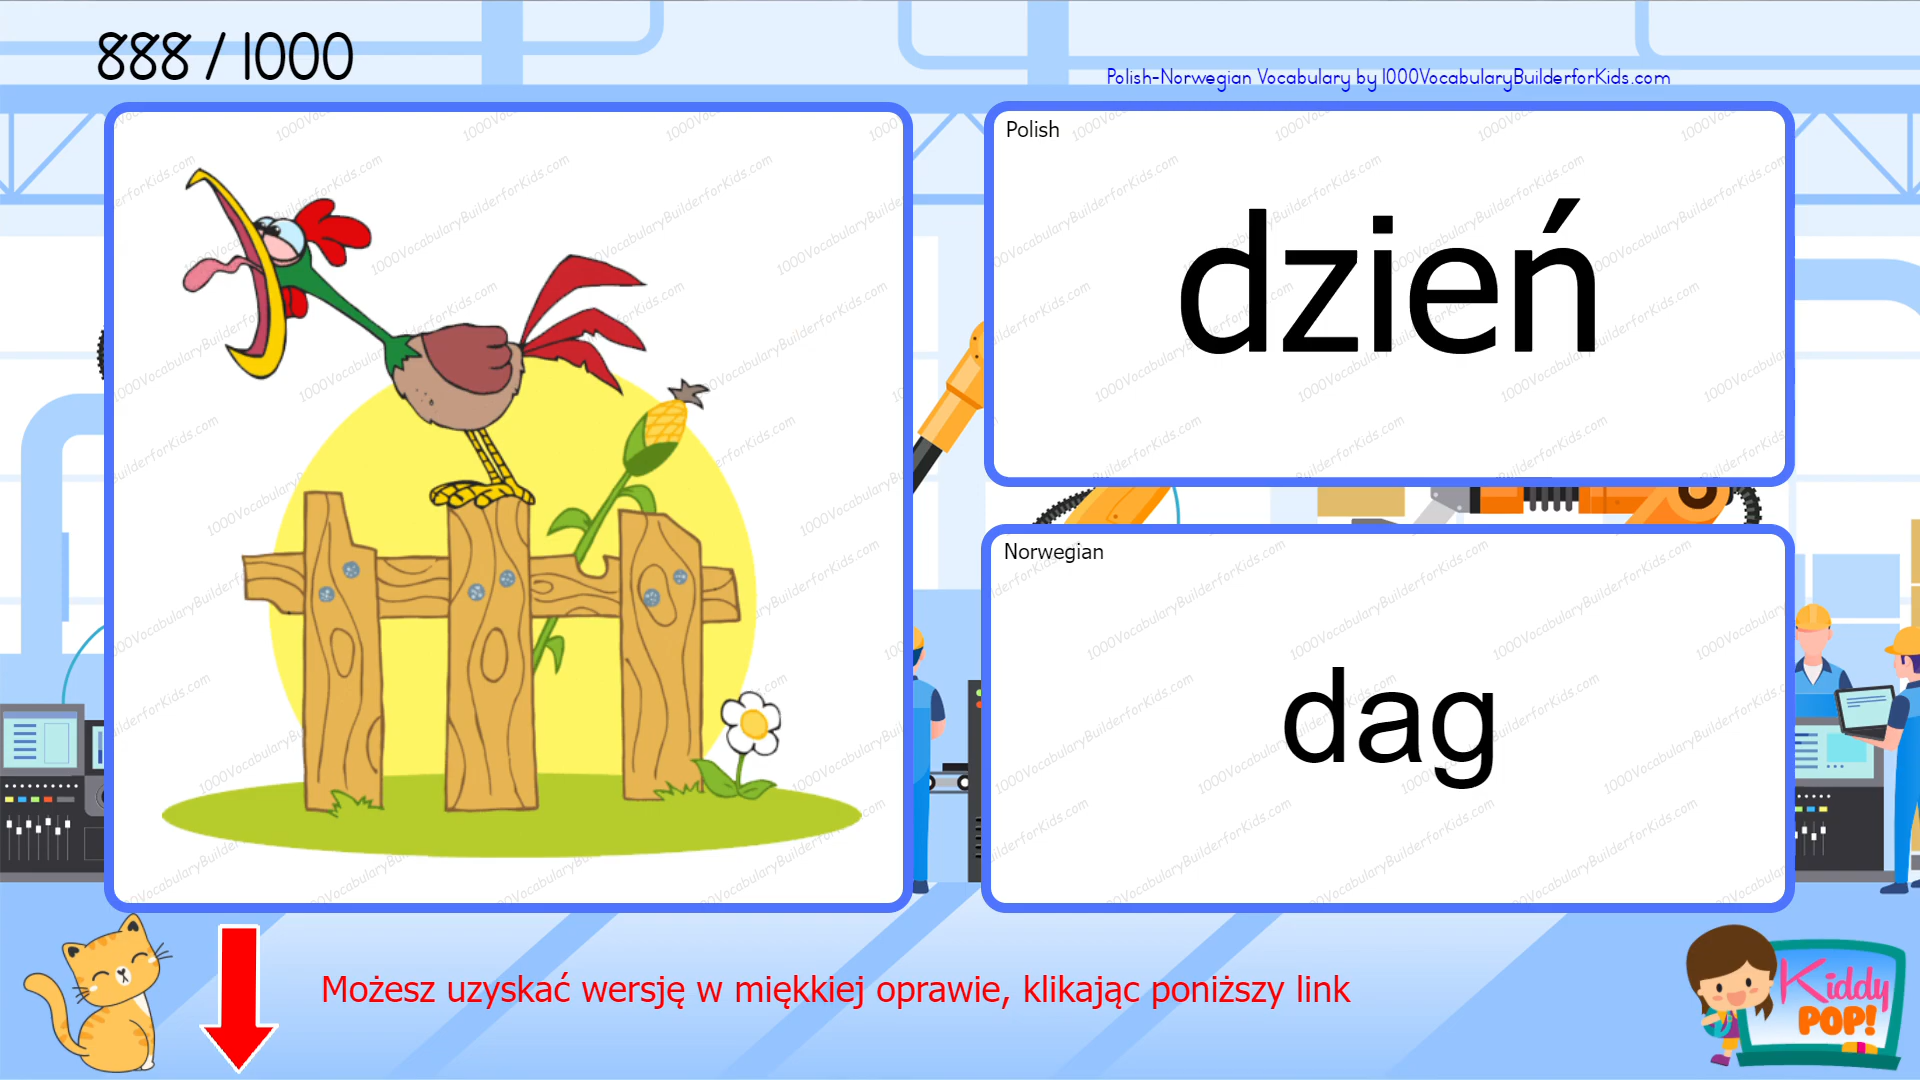 888 / 1000
Polish-Norwegian Vocabulary by 1000VocabularyBuilderforKids.com
Polish
dzień
Norwegian
dag
Możesz uzyskać wersję w miękkiej oprawie, klikając poniższy link
Kiddy
POP!